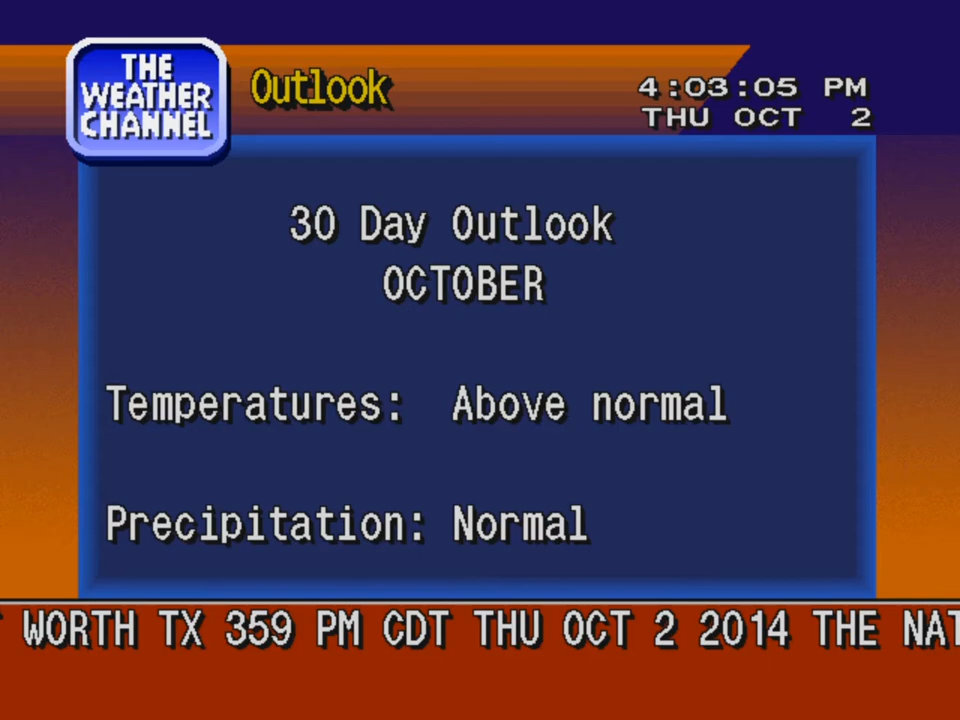 THE
WEATHER
CHANNEL
Outlook
4:03:05 PM
THU OCT 2
30 Day Outlook
OCTOBER
Temperatures: Above normal
Precipitation: Normal
WORTH TX 359 PM CDT THU OCT 2 2014 THE NAT